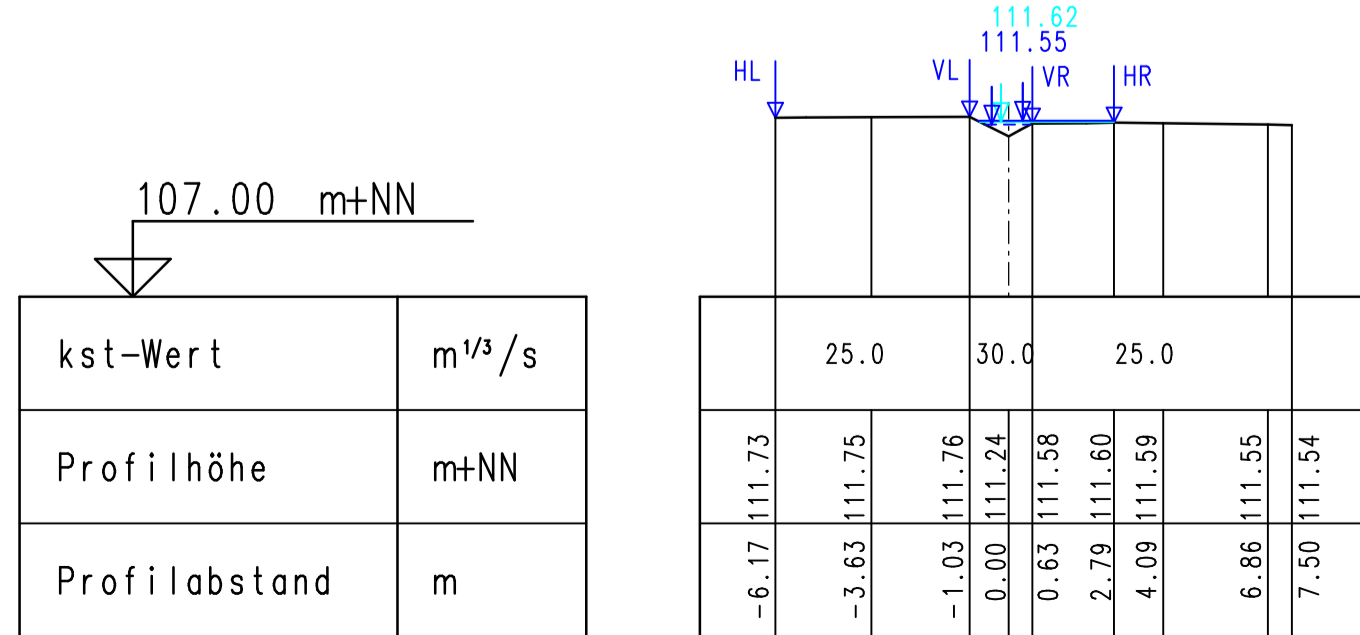 111.62
111.55
HL VL VR HR
107.00 m+NN
kst-Wert m¹/³/s 25.0 30.0 25.0
Profilhöhe m+NN 111.73 111.75 111.76 111.24 111.58 111.60 111.59 111.55 111.54
Profilabstand m -6.17 -3.63 -1.03 0.00 0.63 2.79 4.09 6.86 7.50